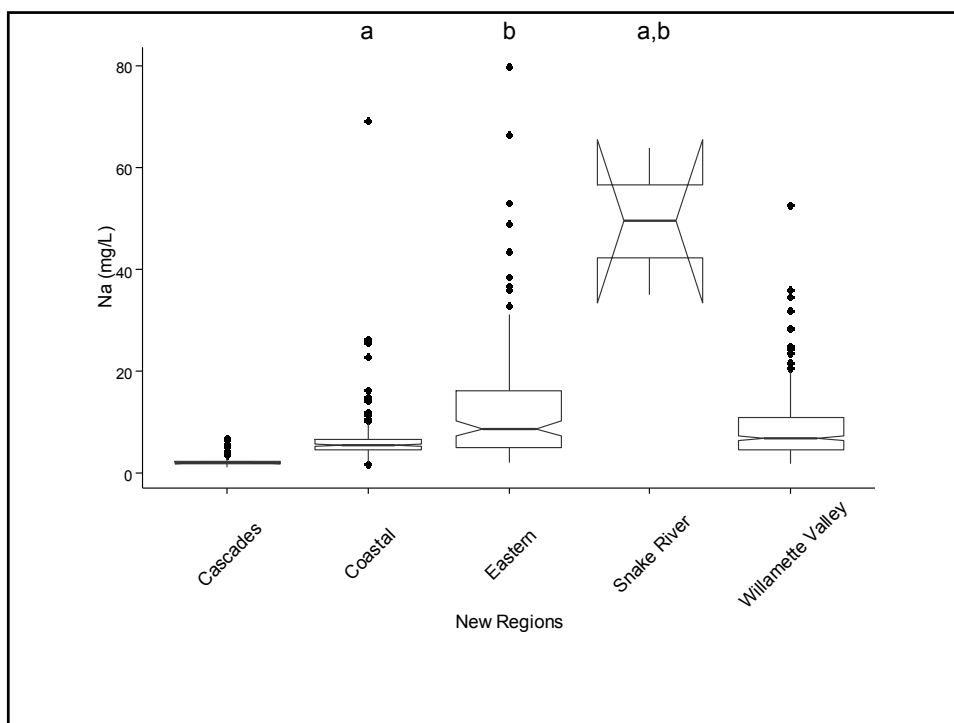 a b a,b
80
60
40
20
0
Na (mg/L)
Cascades
Coastal
Eastern
Snake River
Willamette Valley
New Regions